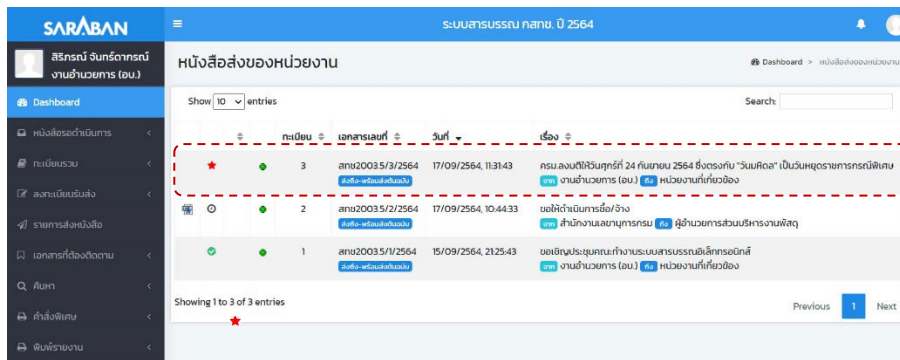 SARABAN
ระบบสารบรรณ กสทช. ปี 2564
สิริภรณ์ จันทร์ดาภรณ์
งานอำนวยการ (อบ.)
หนังสือส่งของหน่วยงาน
Dashboard > หนังสือส่งของหน่วยงาน
Dashboard
หนังสือรอดำเนินการ
ทะเบียนรวม
ลงทะเบียนรับส่ง
รายการส่งหนังสือ
เอกสารที่ต้องติดตาม
ค้นหา
คำสั่งพิเศษ
พิมพ์รายงาน
Show 10 entries
Search:
ทะเบียน เอกสารเลขที่ วันที่ เรื่อง
3 สทช2003.5/3/2564 17/09/2564, 11:31:43 ครม.ลงมติให้วันศุกร์ที่ 24 กันยายน 2564 ซึ่งตรงกับ "วันมหิดล" เป็นวันหยุดราชการกรณีพิเศษ
ส่งถึง-พร้อมส่งต้นฉบับ จาก งานอำนวยการ (อบ.) ถึง หน่วยงานที่เกี่ยวข้อง
2 สทช2003.5/2/2564 17/09/2564, 10:44:33 ขอให้ดำเนินการซื้อ/จ้าง
ส่งถึง-พร้อมส่งต้นฉบับ จาก สำนักงานเลขานุการกรม ถึง ผู้อำนวยการส่วนบริหารงานพัสดุ
1 สทช2003.5/1/2564 15/09/2564, 21:25:43 ขอเชิญประชุมคณะทำงานระบบสารบรรณอิเล็กทรอนิกส์
ส่งถึง-พร้อมส่งต้นฉบับ จาก งานอำนวยการ (อบ.) ถึง หน่วยงานที่เกี่ยวข้อง
Showing 1 to 3 of 3 entries
Previous 1 Next